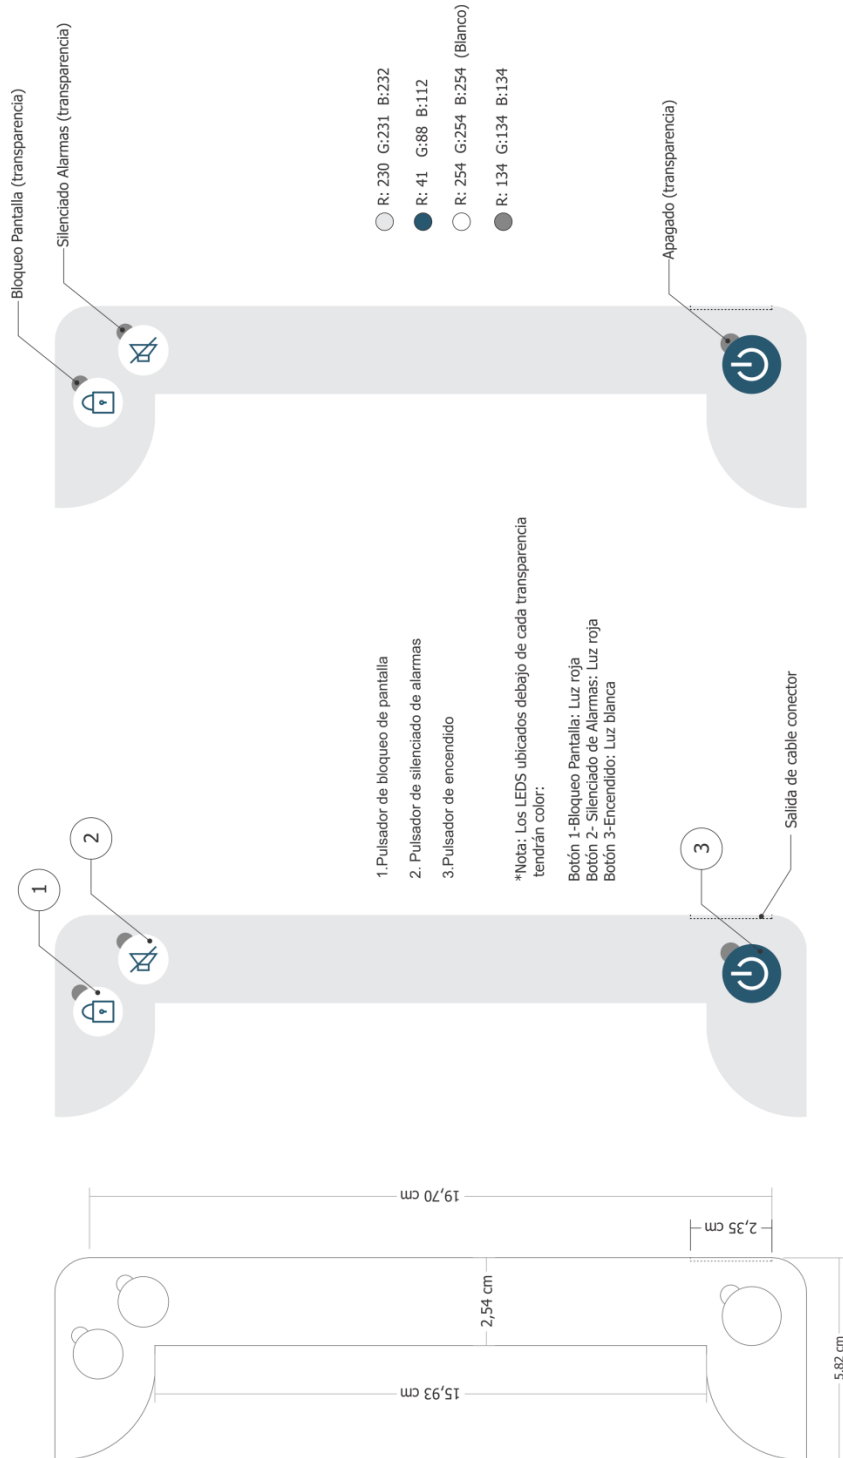 Bloqueo Pantalla (transparencia)
Silenciado Alarmas (transparencia)
R: 230 G:231 B:232
R: 41 G:88 B:112
R: 254 G:254 B:254 (Blanco)
R: 134 G:134 B:134
Apagado (transparencia)
1
2
1.Pulsador de bloqueo de pantalla
2. Pulsador de silenciado de alarmas
3.Pulsador de encendido
*Nota: Los LEDS ubicados debajo de cada transparencia
tendrán color:
Botón 1-Bloqueo Pantalla: Luz roja
Botón 2- Silenciado de Alarmas: Luz roja
Botón 3-Encendido: Luz blanca
3
Salida de cable conector
19,70 cm
2,35 cm
2,54 cm
15,93 cm
5,82 cm